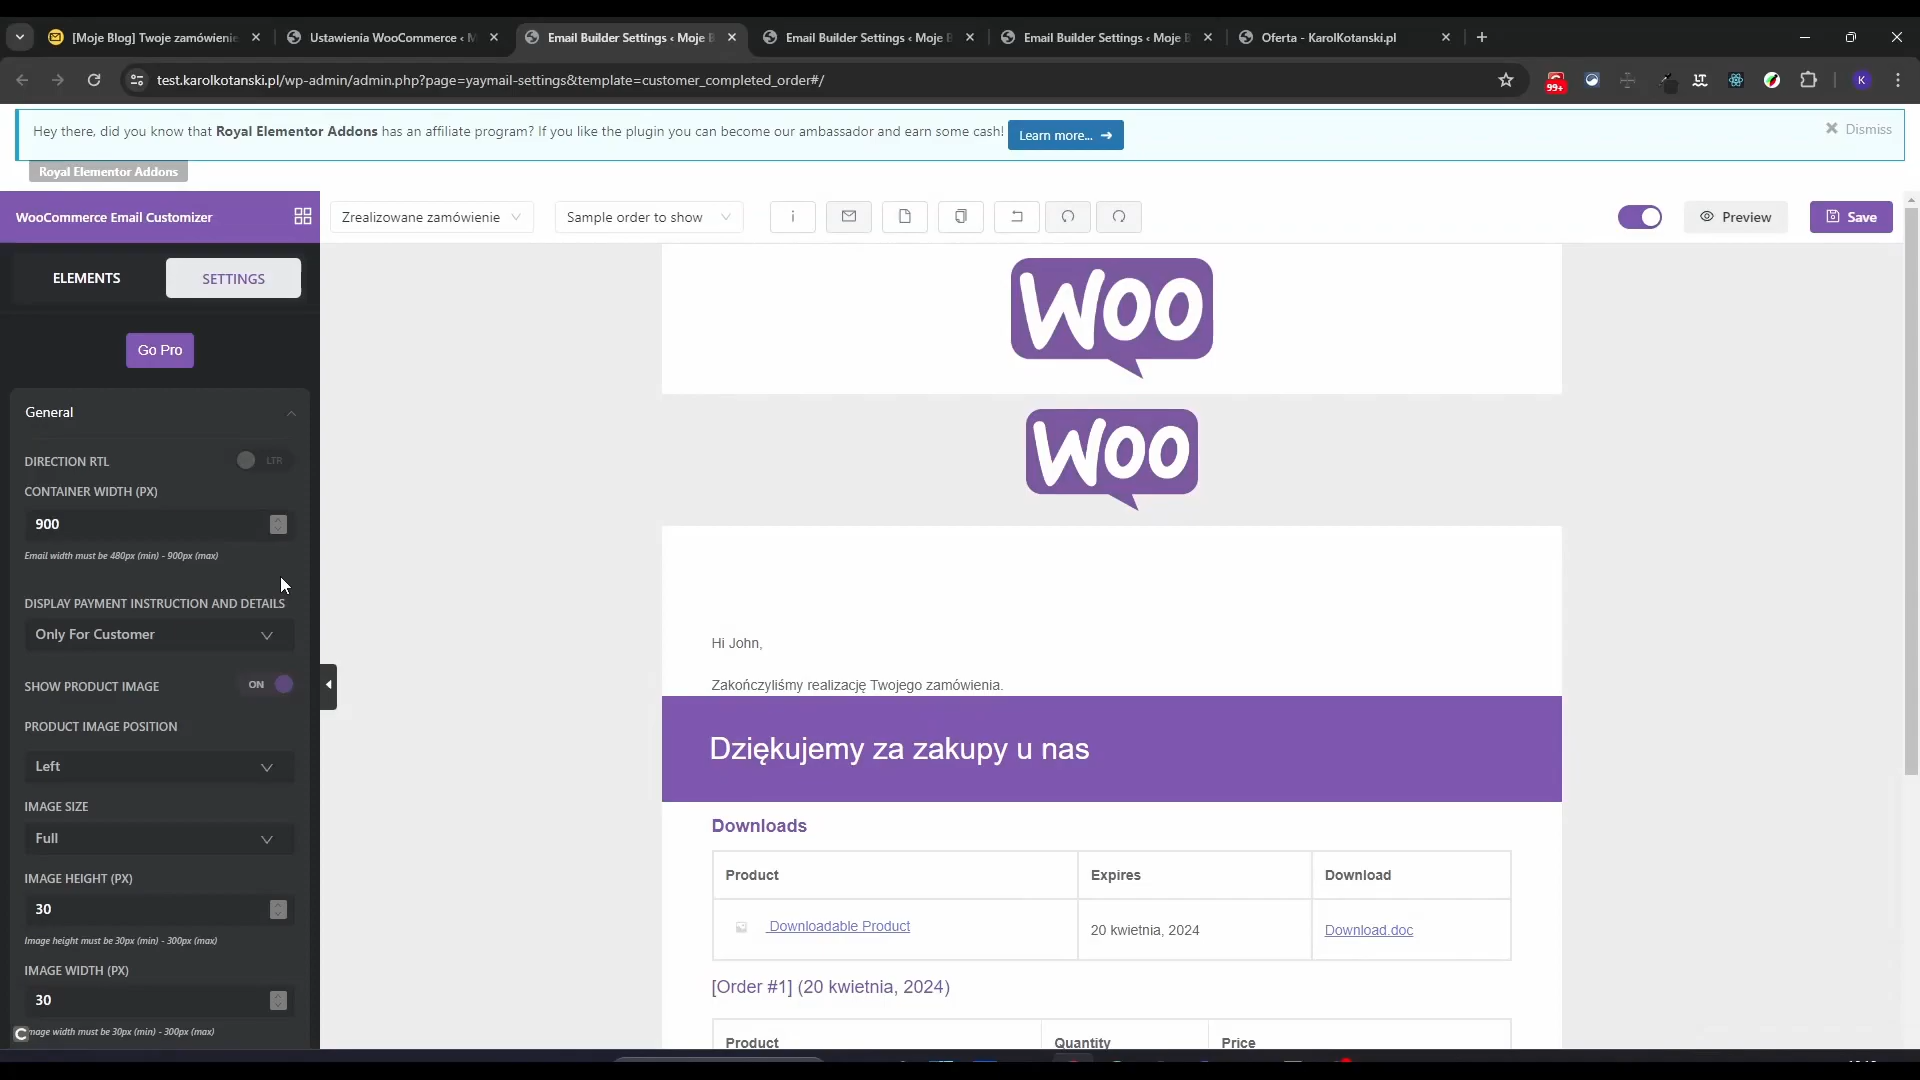 [Moje Blog] Twoje zamówienie
Ustawienia WooCommerce ‹ M
Email Builder Settings ‹ Moje B
Email Builder Settings ‹ Moje B
Email Builder Settings ‹ Moje B
Oferta - KarolKotanski.pl
test.karolkotanski.pl/wp-admin/admin.php?page=yaymail-settings&template=customer_completed_order#/
99+
LT
K
Hey there, did you know that Royal Elementor Addons has an affiliate program? If you like the plugin you can become our ambassador and earn some cash! Learn more... →
Dismiss
Royal Elementor Addons
WooCommerce Email Customizer
Zrealizowane zamówienie
Sample order to show
i
Preview
Save
ELEMENTS
SETTINGS
Go Pro
General
DIRECTION RTL
LTR
CONTAINER WIDTH (PX)
900
Email width must be 480px (min) - 900px (max)
DISPLAY PAYMENT INSTRUCTION AND DETAILS
Only For Customer
SHOW PRODUCT IMAGE
ON
PRODUCT IMAGE POSITION
Left
IMAGE SIZE
Full
IMAGE HEIGHT (PX)
30
Image height must be 30px (min) - 300px (max)
IMAGE WIDTH (PX)
30
mage width must be 30px (min) - 300px (max)
Woo
Woo
Hi John,
Zakończyliśmy realizację Twojego zamówienia.
Dziękujemy za zakupy u nas
Downloads
Product
Expires
Download
Downloadable Product
20 kwietnia, 2024
Download.doc
[Order #1] (20 kwietnia, 2024)
Product
Quantity
Price